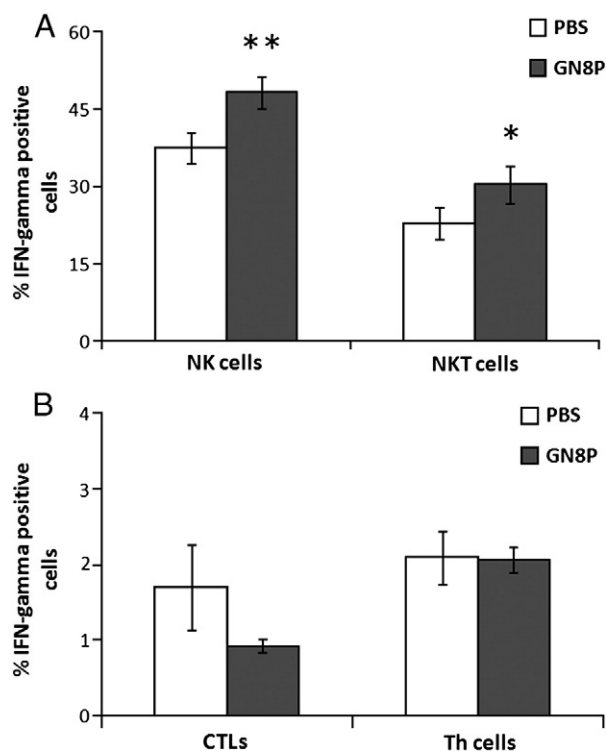 A
% IFN-gamma positive
cells
60
45
30
15
0
**
*
PBS
GN8P
NK cells
NKT cells
B
% IFN-gamma positive
cells
4
3
2
1
0
PBS
GN8P
CTLs
Th cells